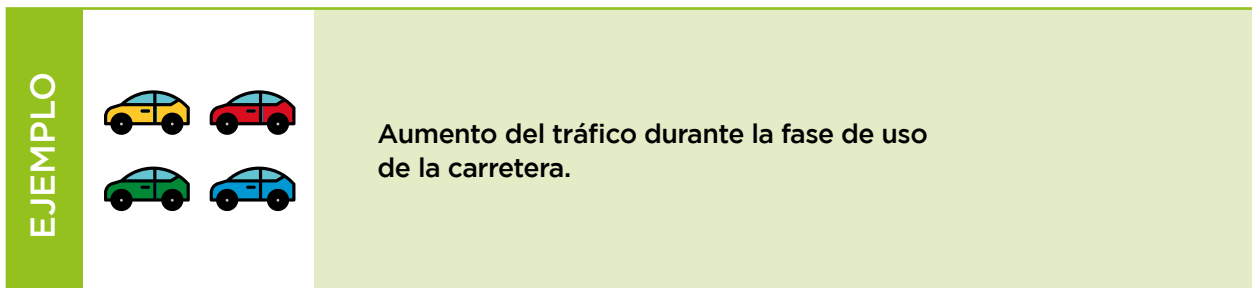 EJEMPLO
Aumento del tráfico durante la fase de uso
de la carretera.